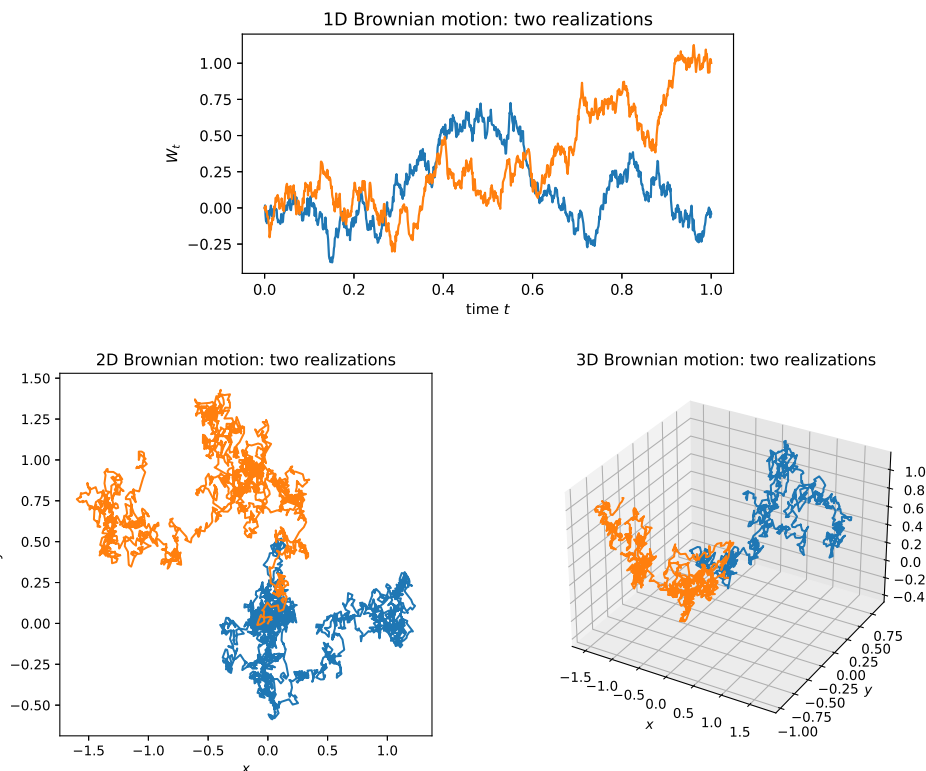 1D Brownian motion: two realizations
1.00
0.75
0.50
0.25
0.00
−0.25
W_t
0.0 0.2 0.4 0.6 0.8 1.0
time t
2D Brownian motion: two realizations
1.50
1.25
1.00
0.75
0.50
0.25
0.00
−0.25
−0.50
−1.5 −1.0 −0.5 0.0 0.5 1.0
x
3D Brownian motion: two realizations
1.0
0.8
0.6
0.4
0.2
0.0
−0.2
−0.4
0.75
0.50
0.25
0.00
−0.25
−0.50
−0.75
−1.00
y
−1.5 −1.0 −0.5 0.0 0.5 1.0 1.5
x